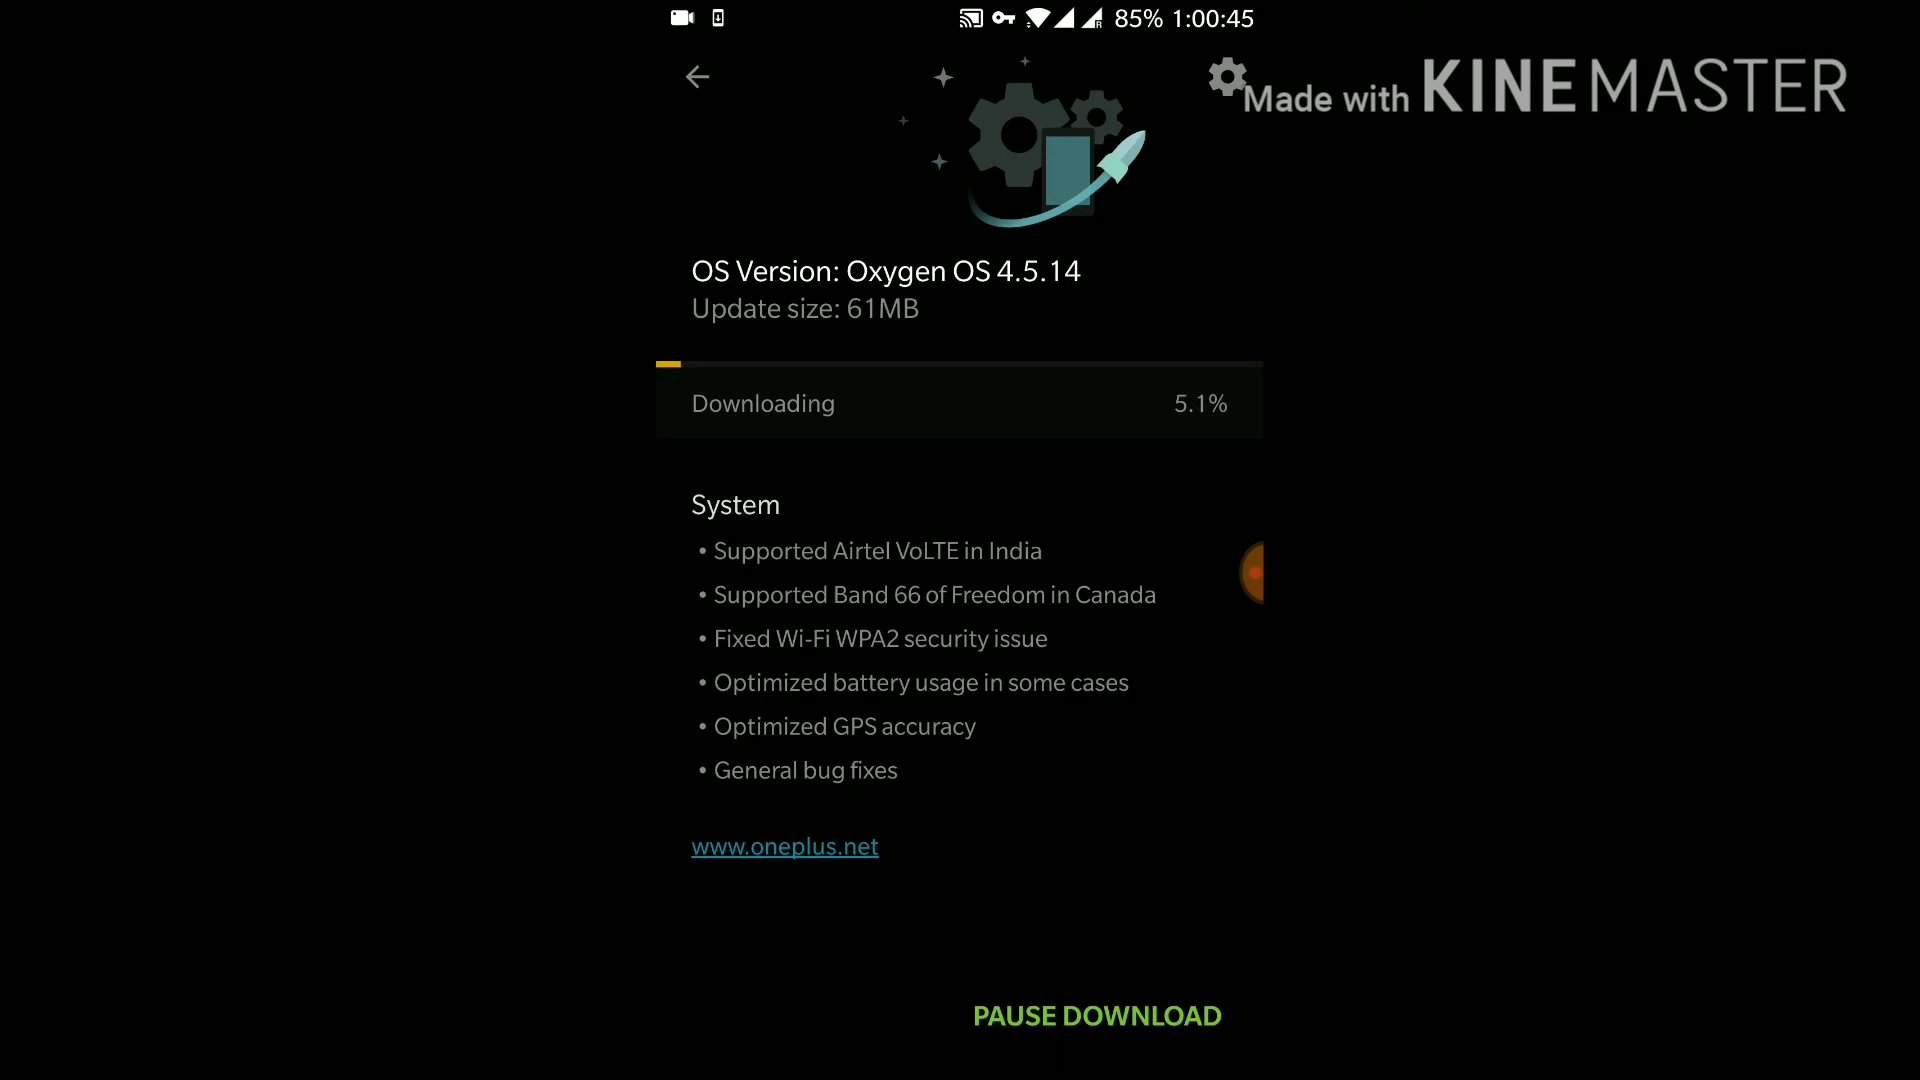 85% 1:00:45
Made with KINEMASTER
OS Version: Oxygen OS 4.5.14
Update size: 61MB
Downloading 5.1%
System
• Supported Airtel VoLTE in India
• Supported Band 66 of Freedom in Canada
• Fixed Wi-Fi WPA2 security issue
• Optimized battery usage in some cases
• Optimized GPS accuracy
• General bug fixes
www.oneplus.net
PAUSE DOWNLOAD